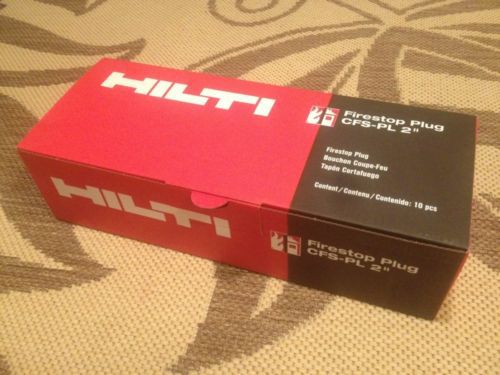 HILTI
Firestop Plug
CFS-PL 2"
Firestop Plug
Bouchon Coupe-Feu
Tapón Cortafuego
Content/Contenu/Contenido: 10 pcs
HILTI
Firestop Plug
CFS-PL 2"